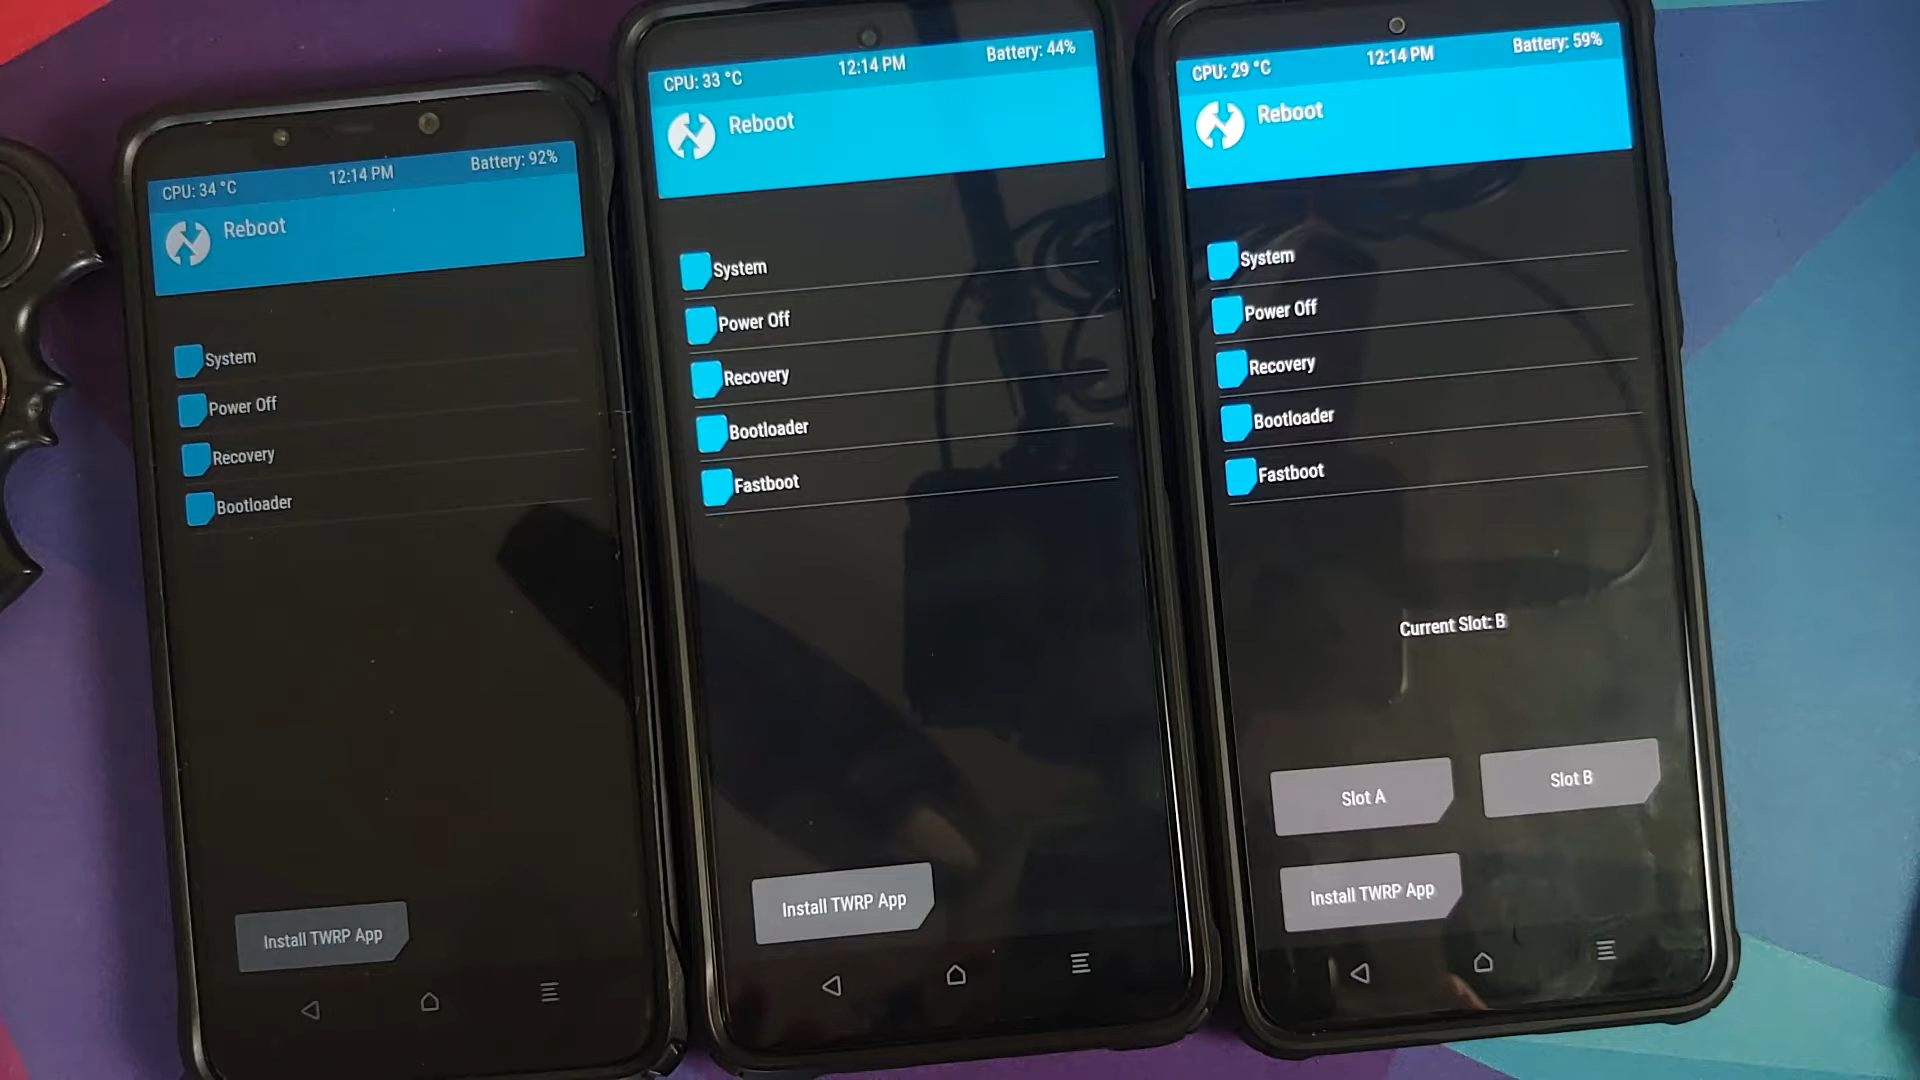 CPU: 34 °C 12:14 PM Battery: 92%
Reboot
System
Power Off
Recovery
Bootloader
Install TWRP App
CPU: 33 °C 12:14 PM Battery: 44%
Reboot
System
Power Off
Recovery
Bootloader
Fastboot
Install TWRP App
CPU: 29 °C 12:14 PM Battery: 59%
Reboot
System
Power Off
Recovery
Bootloader
Fastboot
Current Slot: B
Slot A Slot B
Install TWRP App